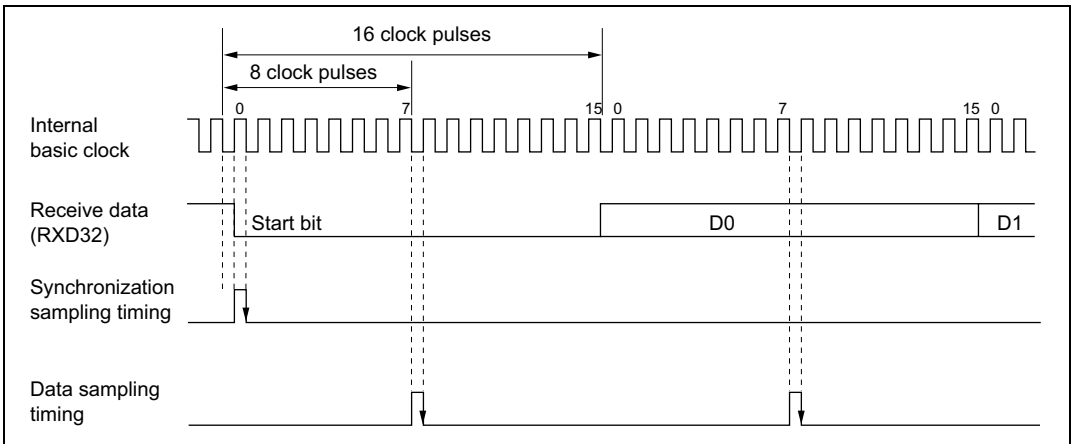 16 clock pulses
8 clock pulses
0 7 15 0 7 15 0
Internal
basic clock
Receive data
(RXD32)
Start bit D0 D1
Synchronization
sampling timing
Data sampling
timing